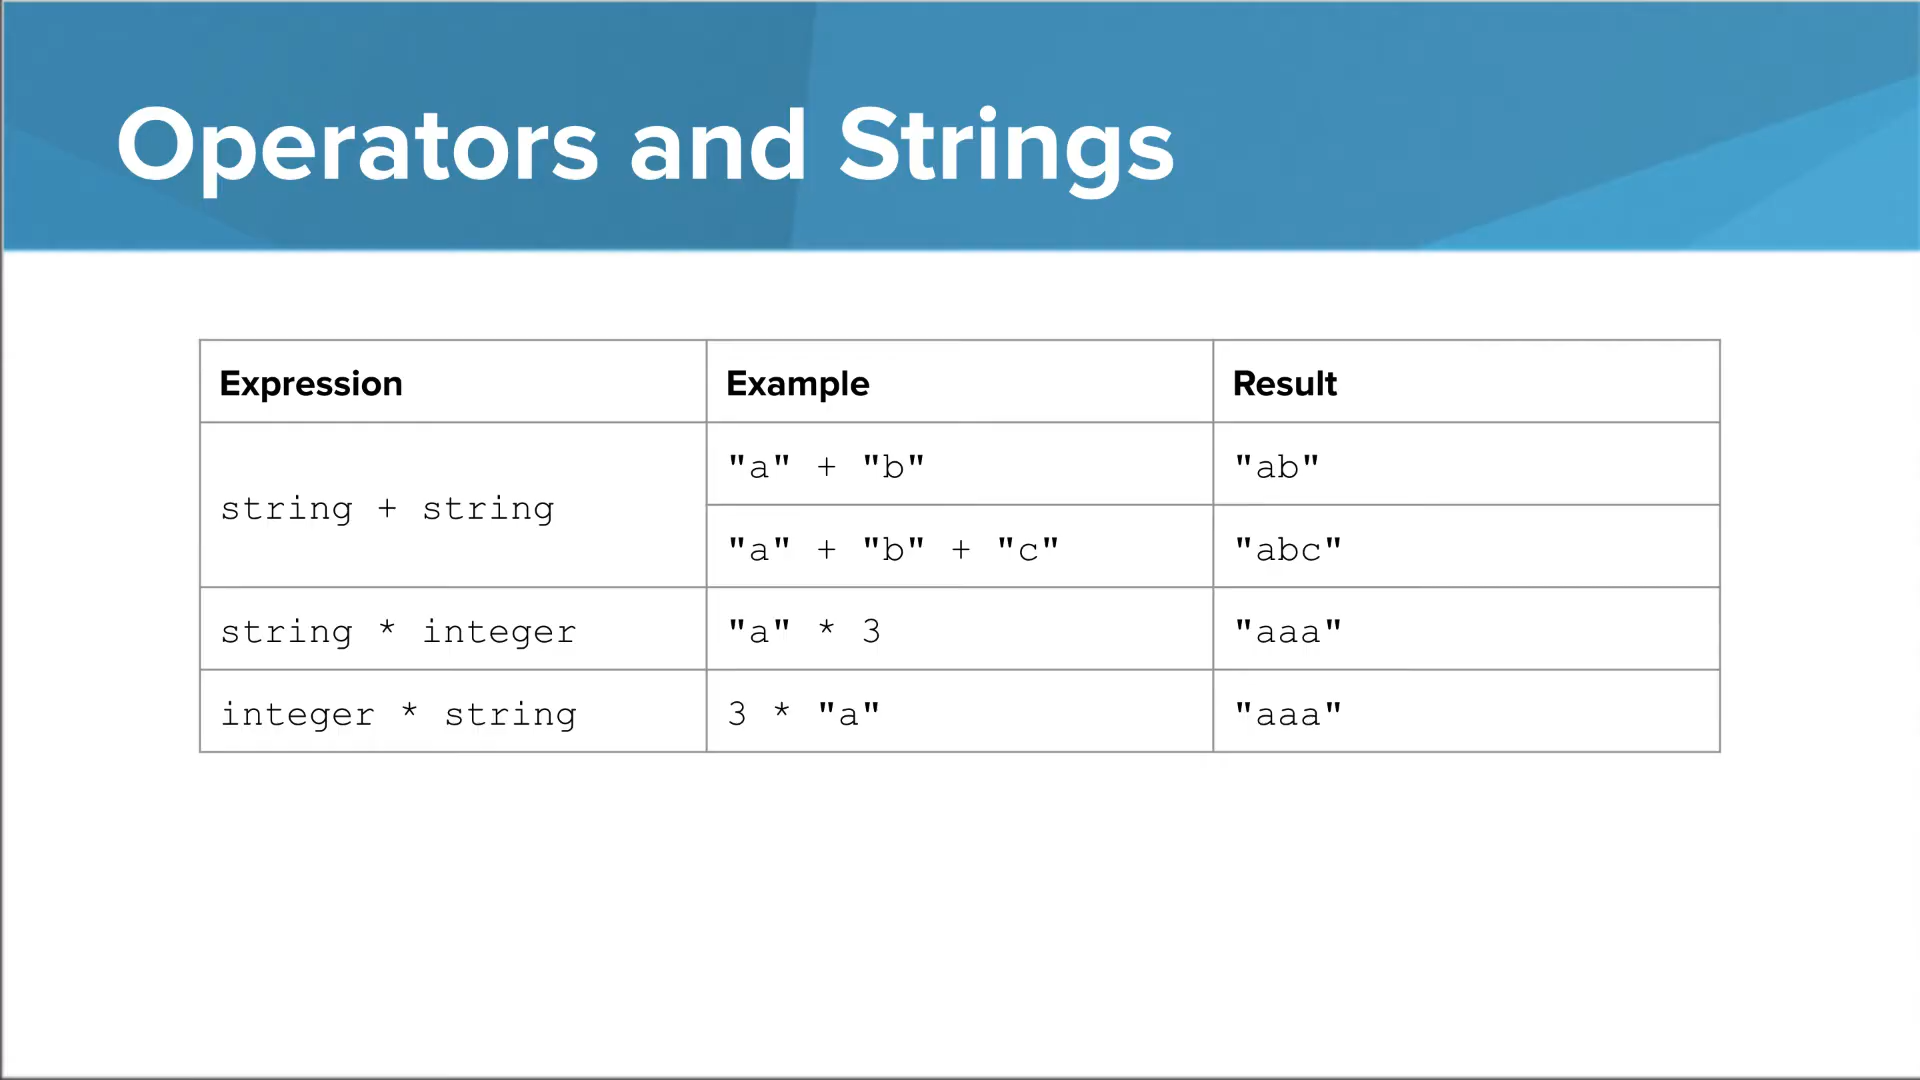 Operators and Strings
Expression Example Result
string + string
"a" + "b" "ab"
"a" + "b" + "c" "abc"
string * integer "a" * 3 "aaa"
integer * string 3 * "a" "aaa"